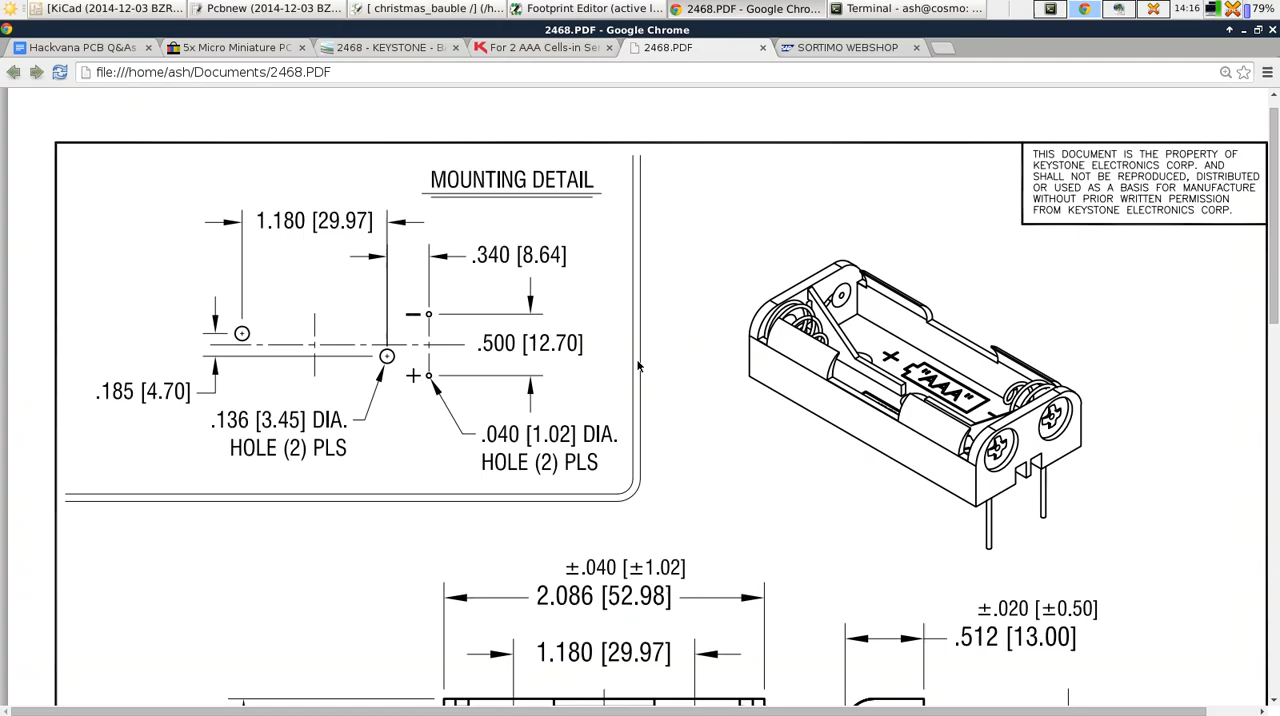 [KiCad (2014-12-03 BZR...
Pcbnew (2014-12-03 BZ...
[ christmas_bauble /] (/h...
Footprint Editor (active l...
2468.PDF - Google Chro...
Terminal - ash@cosmo: ...
14:16
79%
2468.PDF - Google Chrome
Hackvana PCB Q&As
5x Micro Miniature PC
2468 - KEYSTONE - B
For 2 AAA Cells-in Se
2468.PDF
SORTIMO WEBSHOP
file:///home/ash/Documents/2468.PDF
THIS DOCUMENT IS THE PROPERTY OF
KEYSTONE ELECTRONICS CORP. AND
SHALL NOT BE REPRODUCED, DISTRIBUTED
OR USED AS A BASIS FOR MANUFACTURE
WITHOUT PRIOR WRITTEN PERMISSION
FROM KEYSTONE ELECTRONICS CORP.
MOUNTING DETAIL
1.180 [29.97]
.340 [8.64]
−
.500 [12.70]
+
.185 [4.70]
.136 [3.45] DIA.
HOLE (2) PLS
.040 [1.02] DIA.
HOLE (2) PLS
+ "AAA" −
±.040 [±1.02]
2.086 [52.98]
1.180 [29.97]
±.020 [±0.50]
.512 [13.00]